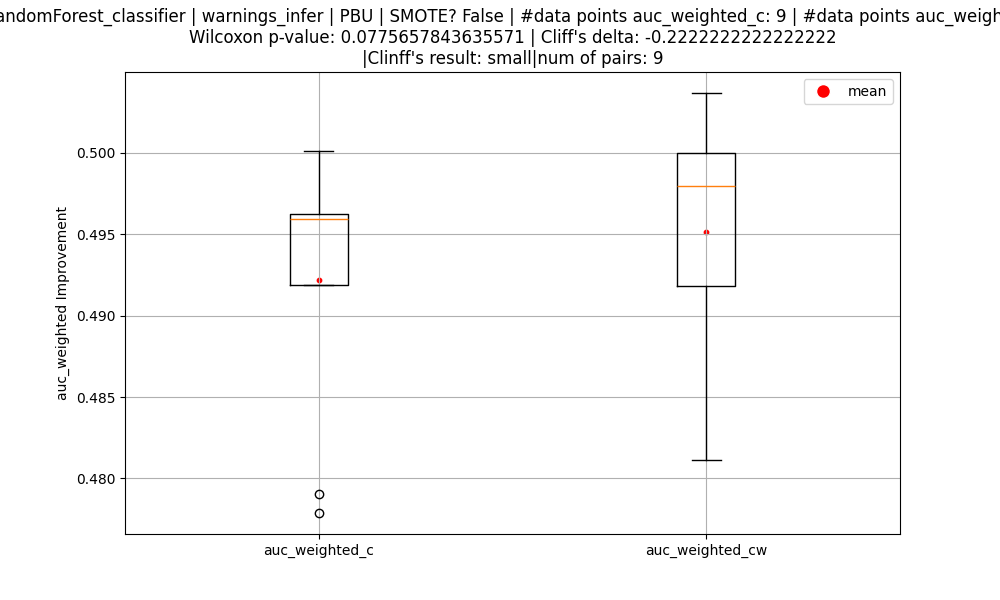 andomForest_classifier | warnings_infer | PBU | SMOTE? False | #data points auc_weighted_c: 9 | #data points auc_weigh
Wilcoxon p-value: 0.0775657843635571 | Cliff's delta: -0.2222222222222222
|Clinff's result: small|num of pairs: 9
mean
auc_weighted Improvement
0.500
0.495
0.490
0.485
0.480
auc_weighted_c
auc_weighted_cw